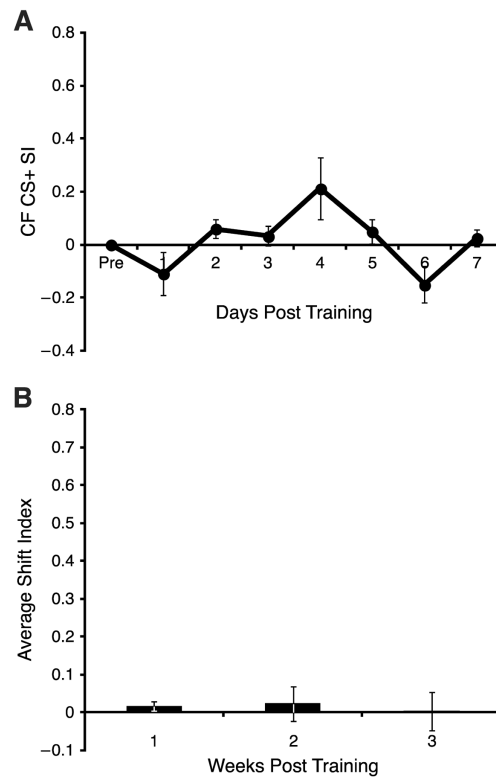 A
0.8
0.6
0.4
0.2
0
−0.2
−0.4
CF CS+ SI
Pre 2 3 4 5 6 7
Days Post Training
B
0.8
0.7
0.6
0.5
0.4
0.3
0.2
0.1
0
−0.1
Average Shift Index
1 2 3
Weeks Post Training